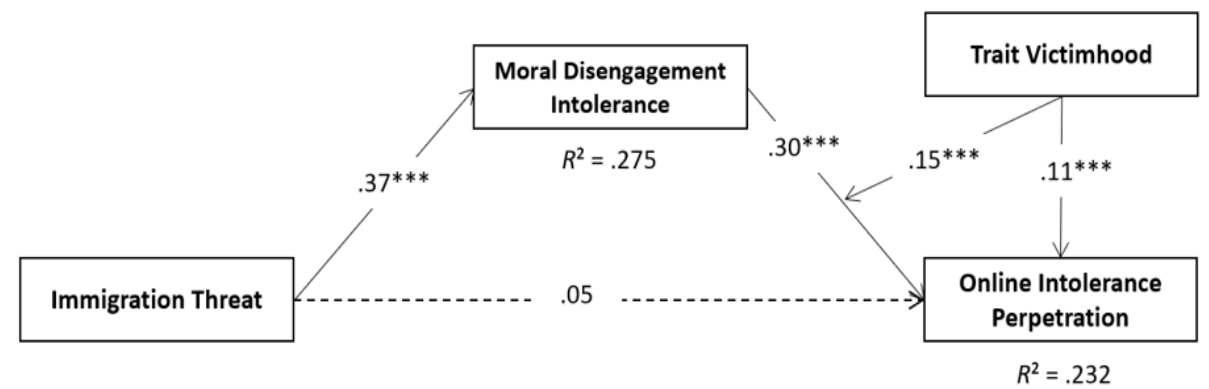 Trait Victimhood
Moral Disengagement
Intolerance
R² = .275
.30***
.15***
.11***
.37***
Immigration Threat
.05
Online Intolerance
Perpetration
R² = .232